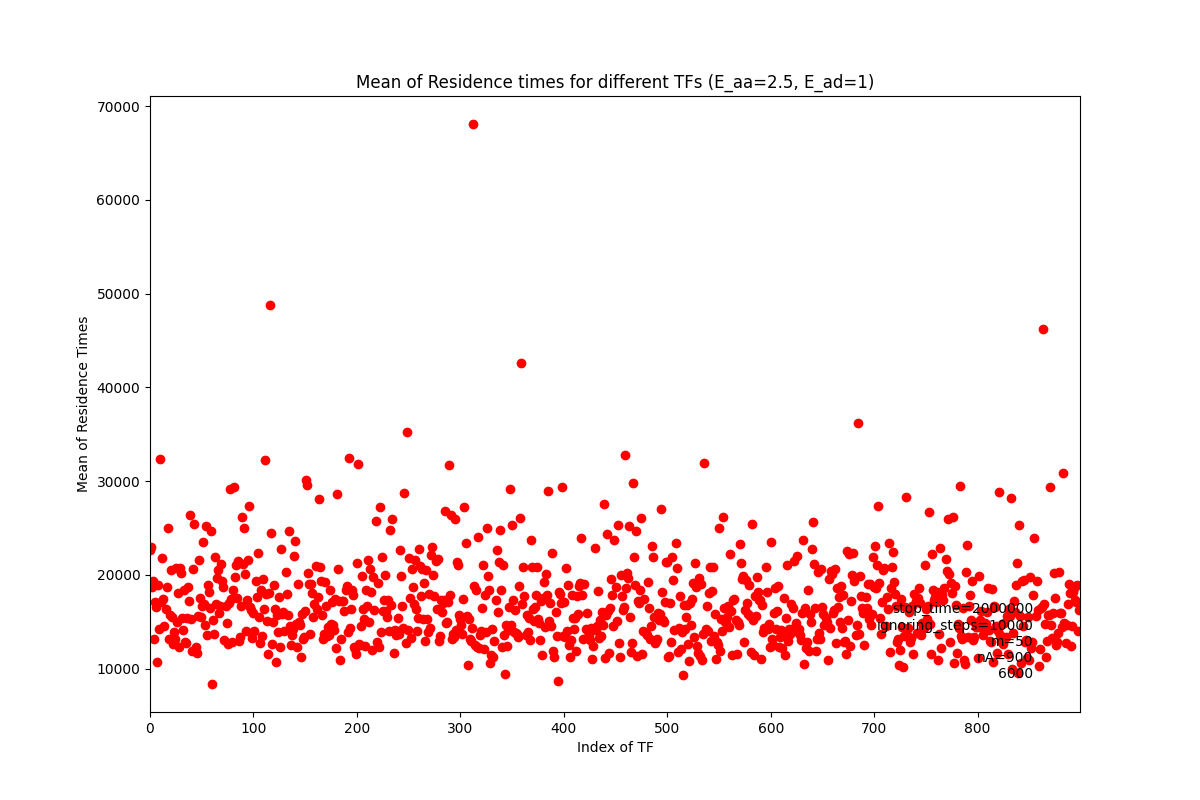 Mean of Residence times for different TFs (E_aa=2.5, E_ad=1)
70000
60000
50000
40000
30000
20000
10000
Mean of Residence Times
stop_time=2000000
ignoring_steps=10000
m=50
nA=900
6000
0 100 200 300 400 500 600 700 800
Index of TF